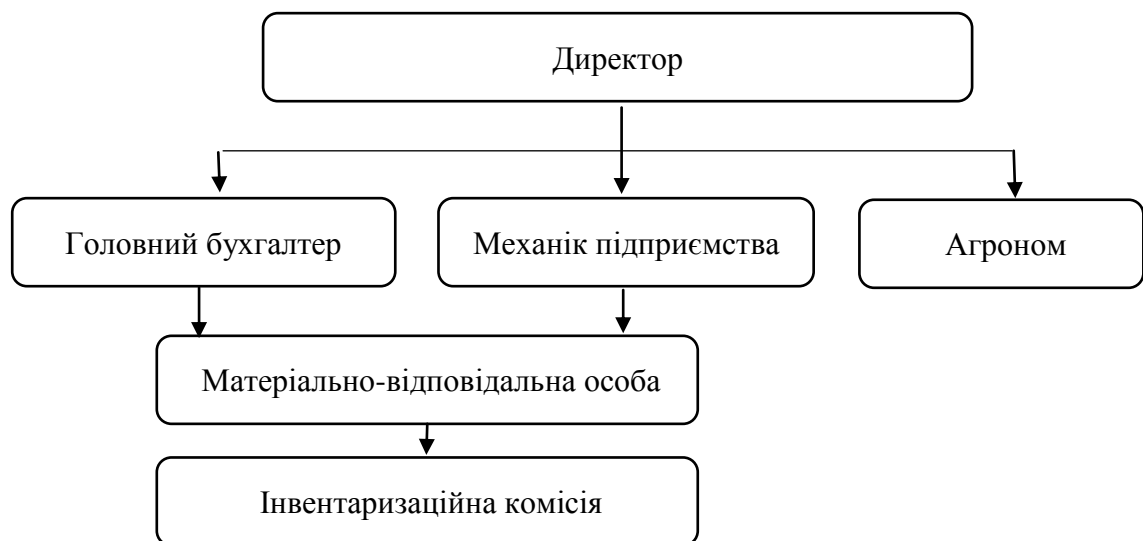 Директор
Головний бухгалтер
Механік підприємства
Агроном
Матеріально-відповідальна особа
Інвентаризаційна комісія